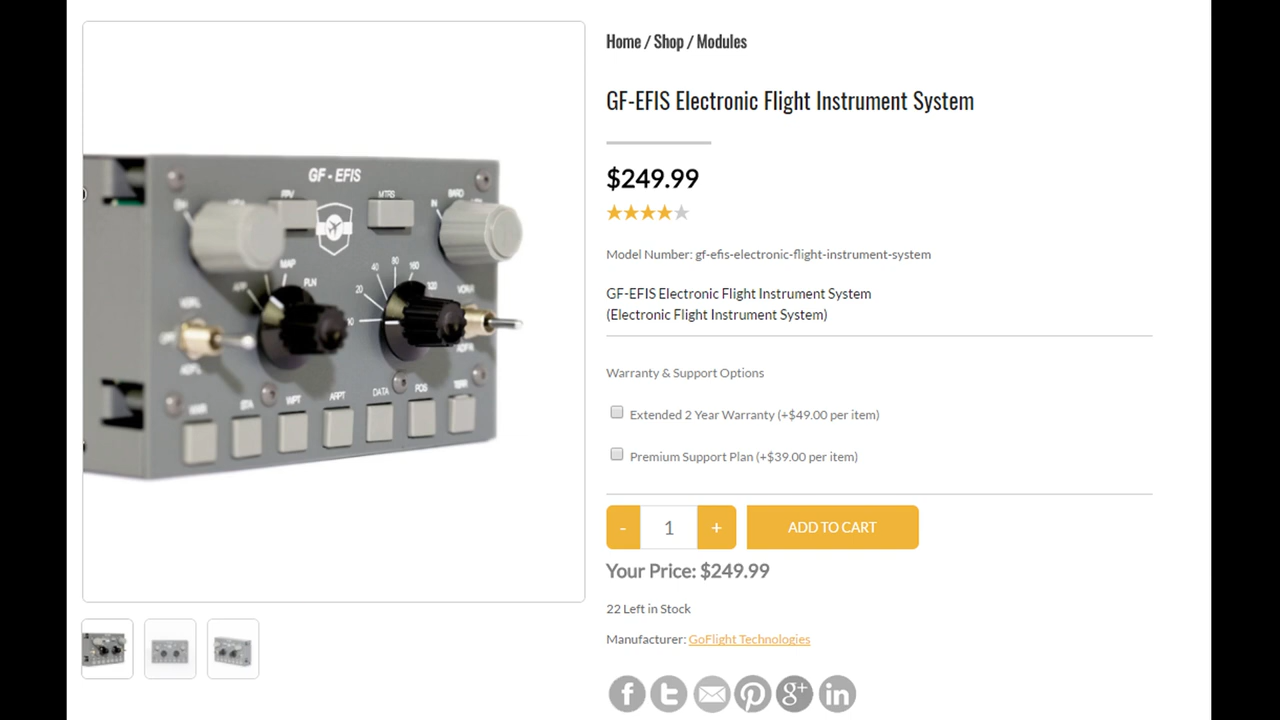 Home / Shop / Modules
GF-EFIS Electronic Flight Instrument System
$249.99
Model Number: gf-efis-electronic-flight-instrument-system
GF-EFIS Electronic Flight Instrument System
(Electronic Flight Instrument System)
Warranty & Support Options
Extended 2 Year Warranty (+$49.00 per item)
Premium Support Plan (+$39.00 per item)
- 1 + ADD TO CART
Your Price: $249.99
22 Left in Stock
Manufacturer: GoFlight Technologies
f t P g+ in
GF - EFIS
MTRS
BARO
IN
MAP
PLN
40 80 160
20 320
WPT ARPT DATA POS TERR
STA